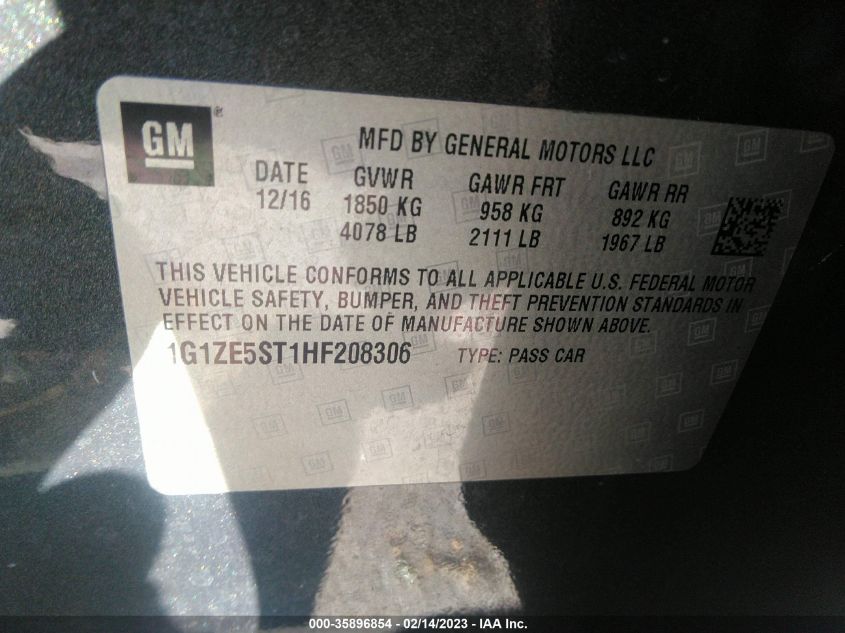 GM ®
MFD BY GENERAL MOTORS LLC
DATE GVWR GAWR FRT GAWR RR
12/16 1850 KG 958 KG 892 KG
4078 LB 2111 LB 1967 LB
THIS VEHICLE CONFORMS TO ALL APPLICABLE U.S. FEDERAL MOTOR
VEHICLE SAFETY, BUMPER, AND THEFT PREVENTION STANDARDS IN
EFFECT ON THE DATE OF MANUFACTURE SHOWN ABOVE.
1G1ZE5ST1HF208306 TYPE: PASS CAR
000-35896854 - 02/14/2023 - IAA Inc.